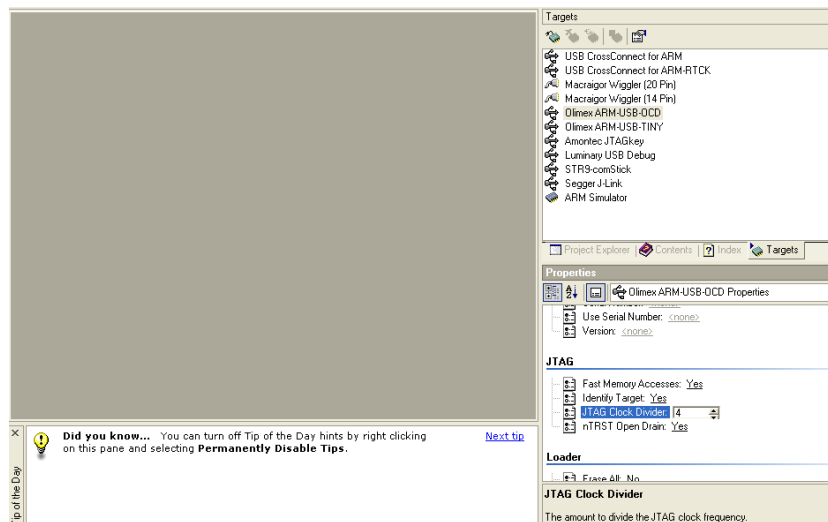 Targets
USB CrossConnect for ARM
USB CrossConnect for ARM-RTCK
Macraigor Wiggler (20 Pin)
Macraigor Wiggler (14 Pin)
Olimex ARM-USB-OCD
Olimex ARM-USB-TINY
Amontec JTAGkey
Luminary USB Debug
STR9-comStick
Segger J-Link
ARM Simulator
Project Explorer Contents Index Targets
Properties
Olimex ARM-USB-OCD Properties
Use Serial Number: <none>
Version: <none>
JTAG
Fast Memory Accesses: Yes
Identify Target: Yes
JTAG Clock Divider: 4
nTRST Open Drain: Yes
Loader
Erase All: No
JTAG Clock Divider
The amount to divide the JTAG clock frequency.
Did you know... You can turn off Tip of the Day hints by right clicking
on this pane and selecting Permanently Disable Tips.
Next tip
ip of the Day